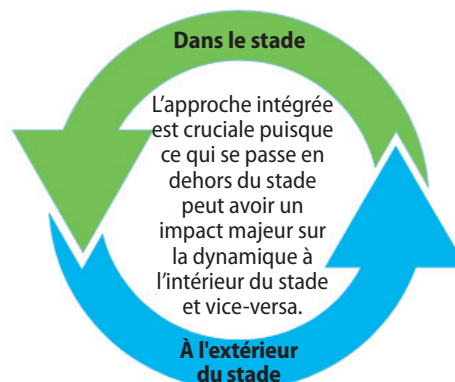 Dans le stade
L’approche intégrée
est cruciale puisque
ce qui se passe en
dehors du stade
peut avoir un
impact majeur sur
la dynamique à
l’intérieur du stade
et vice-versa.
À l'extérieur
du stade